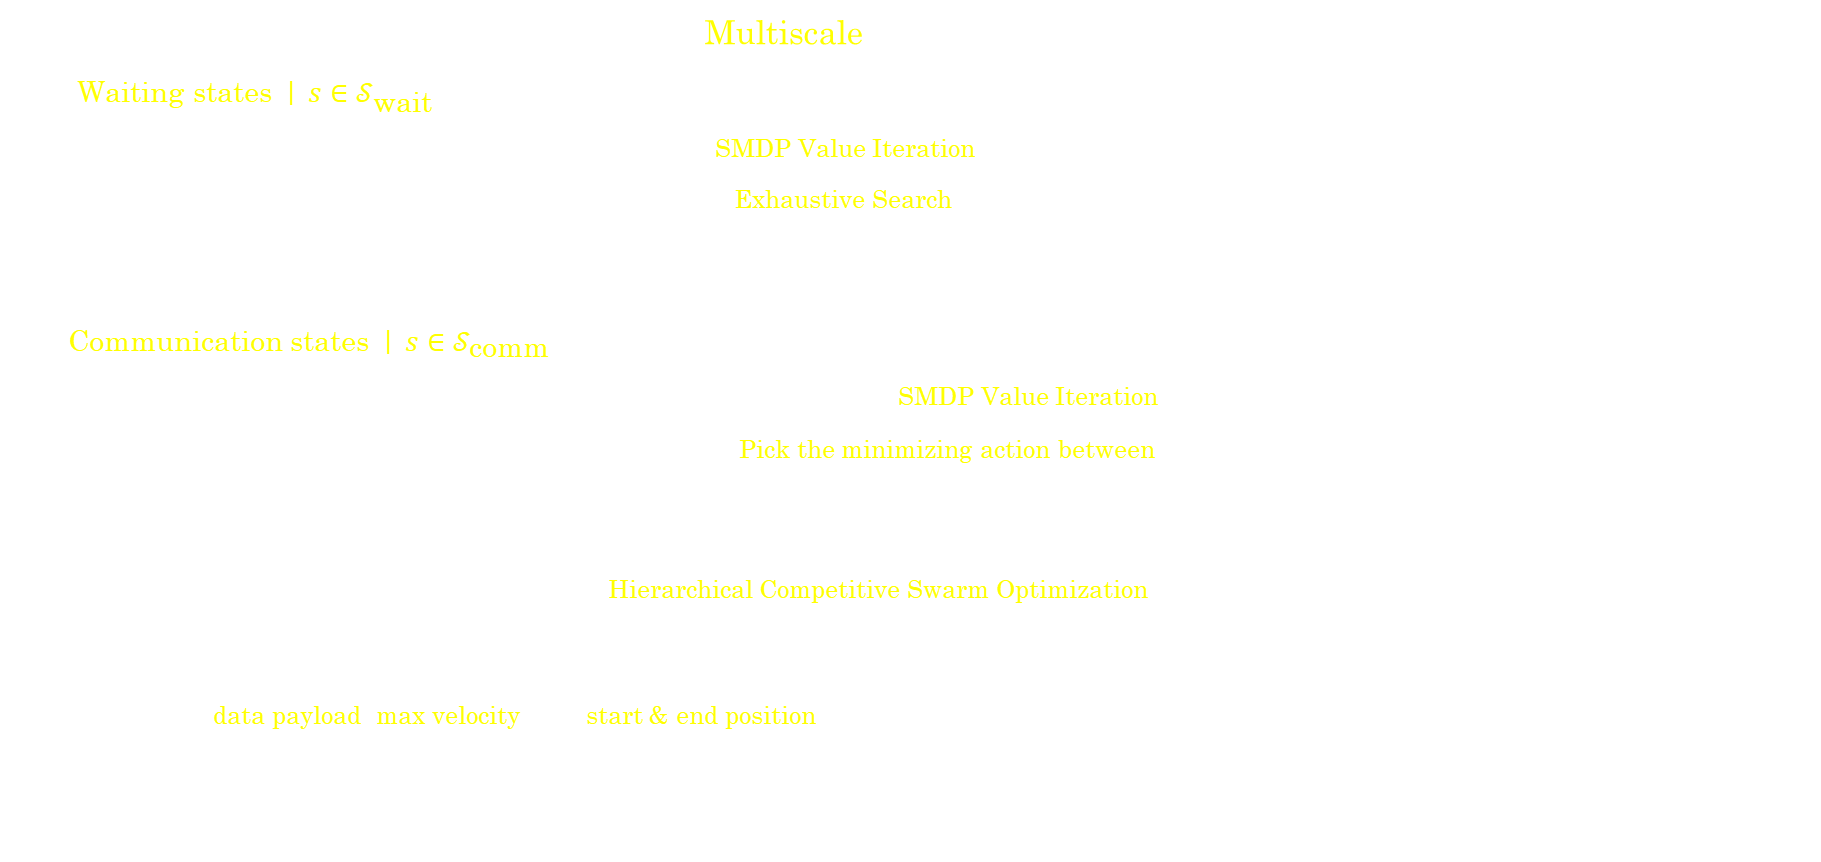 Multiscale
Waiting states | s ∈ 𝒮wait
SMDP Value Iteration
Exhaustive Search
Communication states | s ∈ 𝒮comm
SMDP Value Iteration
Pick the minimizing action between
Hierarchical Competitive Swarm Optimization
data payload max velocity start & end position